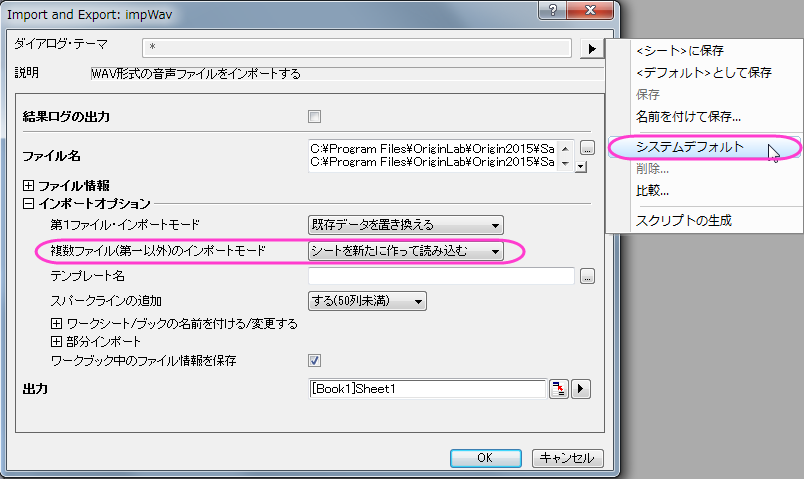 Import and Export: impWav
ダイアログ・テーマ
*
説明
WAV形式の音声ファイルをインポートする
結果ログの出力
ファイル名
C:¥Program Files¥OriginLab¥Origin2015¥Sa
C:¥Program Files¥OriginLab¥Origin2015¥Sa
...
ファイル情報
インポートオプション
第1ファイル・インポートモード
既存データを置き換える
複数ファイル(第一以外)のインポートモード
シートを新たに作って読み込む
テンプレート名
...
スパークラインの追加
する(50列未満)
ワークシート/ブックの名前を付ける/変更する
部分インポート
ワークブック中のファイル情報を保存
出力
[Book1]Sheet1
OK
キャンセル
<シート>に保存
<デフォルト>として保存
保存
名前を付けて保存...
システムデフォルト
削除...
比較...
スクリプトの生成